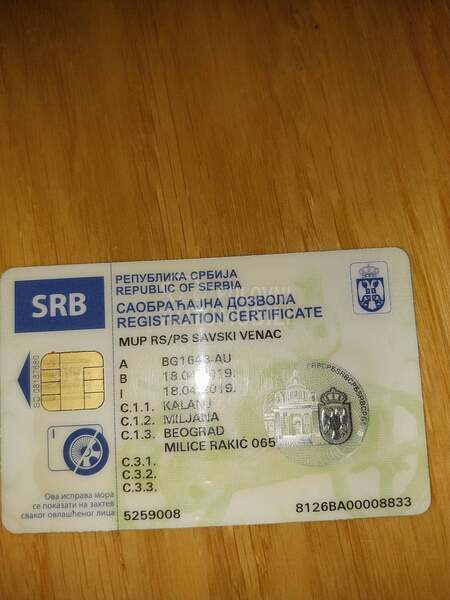 SRB
РЕПУБЛИКА СРБИЈА
REPUBLIC OF SERBIA
САОБРАЋАЈНА ДОЗВОЛА
REGISTRATION CERTIFICATE
MUP RS/PS SAVSKI VENAC
A BG1643-AU
B 18.04.2019.
I 18.04.2019.
C.1.1. KALANJ
C.1.2. MILJANA
C.1.3. BEOGRAD
MILICE RAKIĆ 065
C.3.1.
C.3.2.
C.3.3.
Ова исправа мора
се показати на захтев
сваког овлашћеног лица
5259008
8126BA00008833
I